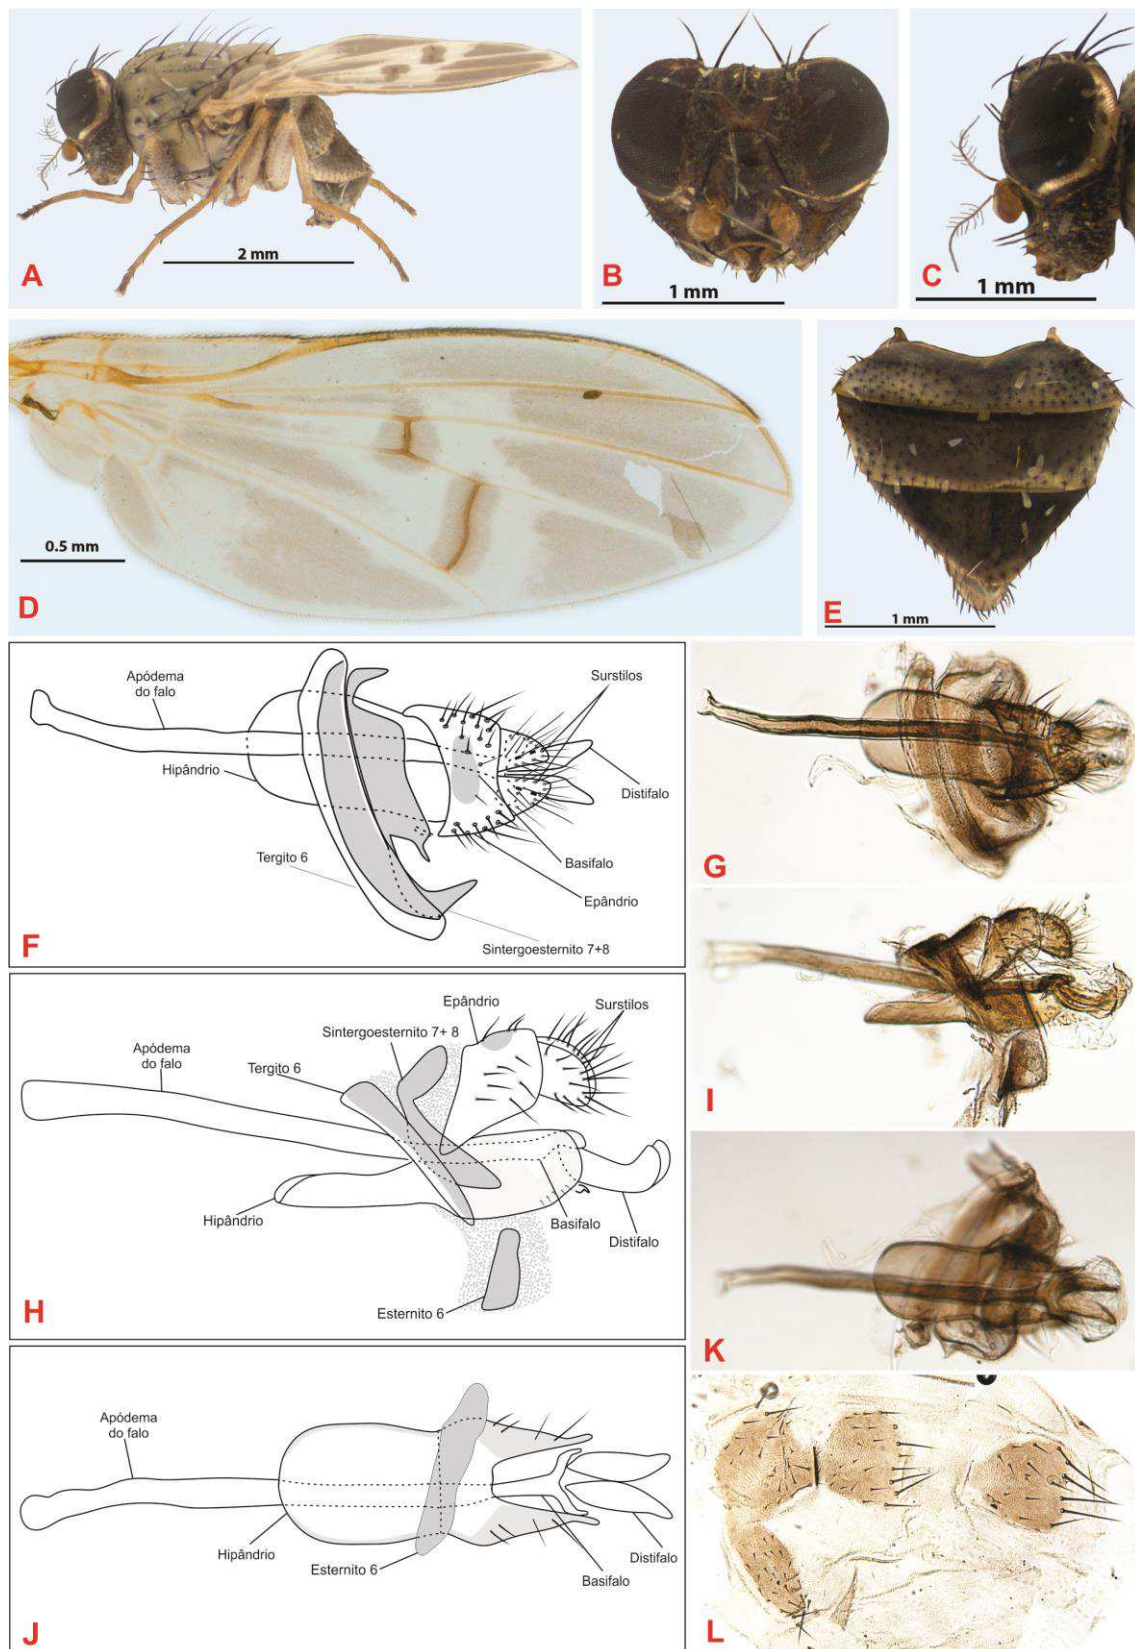 2 mm
A
1 mm
B
1 mm
C
0.5 mm
D
1 mm
E
Apódema
do falo
Hipândrio
Tergito 6
Surstilos
Distifalo
Basifalo
Epândrio
Sintergoesternito 7+8
F
G
Epândrio
Surstilos
Sintergoesternito 7+ 8
Apódema
do falo
Tergito 6
Hipândrio
Basifalo
Distifalo
Esternito 6
H
I
K
Apódema
do falo
Hipândrio
Esternito 6
Distifalo
Basifalo
J
L